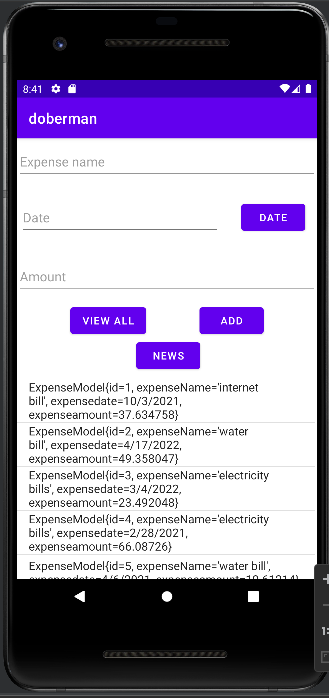 8:41
doberman
Expense name
Date
DATE
Amount
VIEW ALL
ADD
NEWS
ExpenseModel{id=1, expenseName='internet
bill', expensedate=10/3/2021,
expenseamount=37.634758}
ExpenseModel{id=2, expenseName='water
bill', expensedate=4/17/2022,
expenseamount=49.358047}
ExpenseModel{id=3, expenseName='electricity
bills', expensedate=3/4/2022,
expenseamount=23.492048}
ExpenseModel{id=4, expenseName='electricity
bills', expensedate=2/28/2021,
expenseamount=66.08726}
ExpenseModel{id=5, expenseName='water bill',